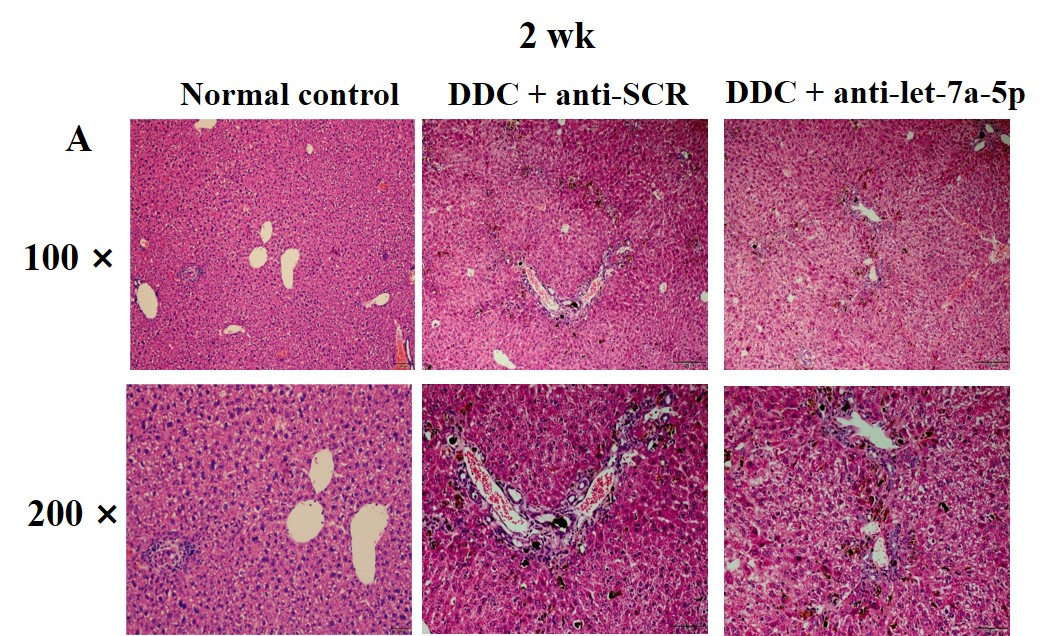 2 wk
Normal control DDC + anti-SCR DDC + anti-let-7a-5p
A
100 ×
200 ×